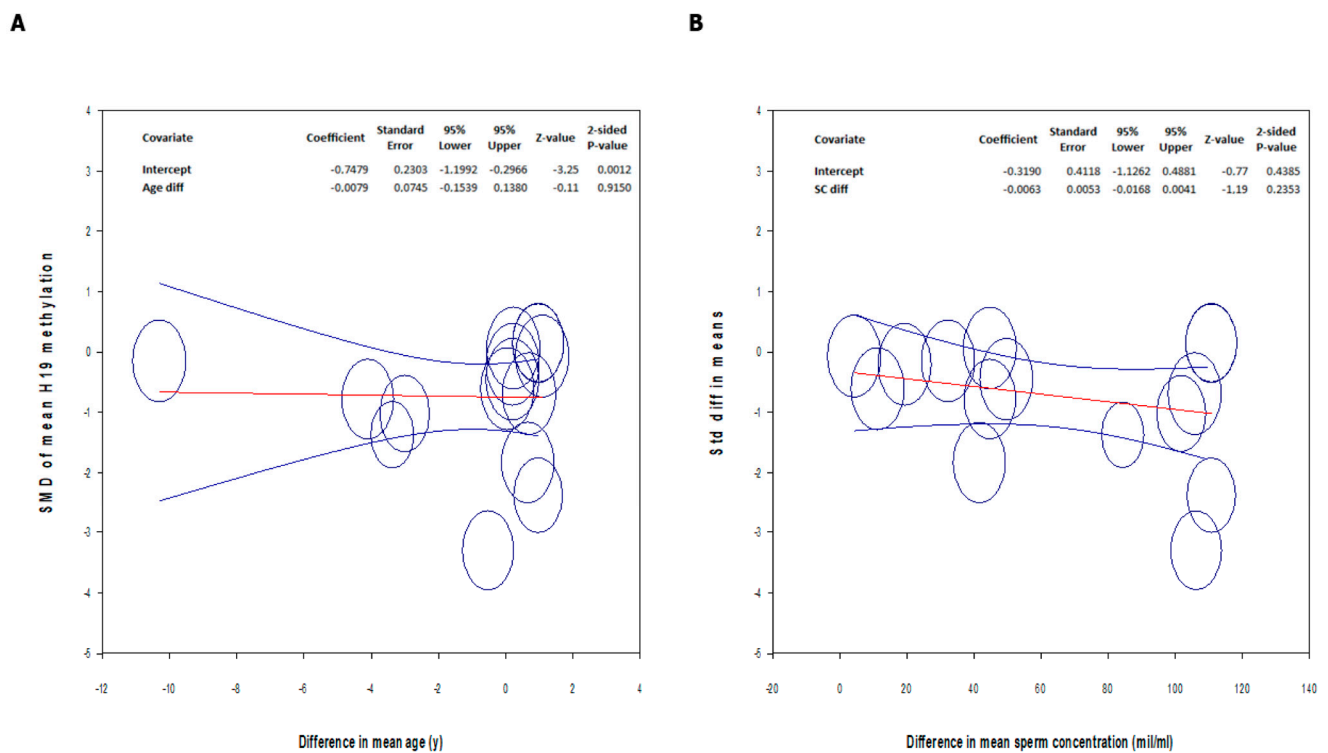 A
B
Covariate Coefficient Standard Error 95% Lower 95% Upper Z-value 2-sided P-value
Intercept -0.7479 0.2303 -1.1992 -0.2966 -3.25 0.0012
Age diff -0.0079 0.0745 -0.1539 0.1380 -0.11 0.9150
SMD of mean H19 methylation
4
3
2
1
0
-1
-2
-3
-4
-5
-12 -10 -8 -6 -4 -2 0 2 4
Difference in mean age (y)
Covariate Coefficient Standard Error 95% Lower 95% Upper Z-value 2-sided P-value
Intercept -0.3190 0.4118 -1.1262 0.4881 -0.77 0.4385
SC diff -0.0063 0.0053 -0.0168 0.0041 -1,19 0.2353
Std diff in means
4
3
2
1
0
-1
-2
-3
-4
-5
-20 0 20 40 60 80 100 120 140
Difference in mean sperm concentration (mil/ml)